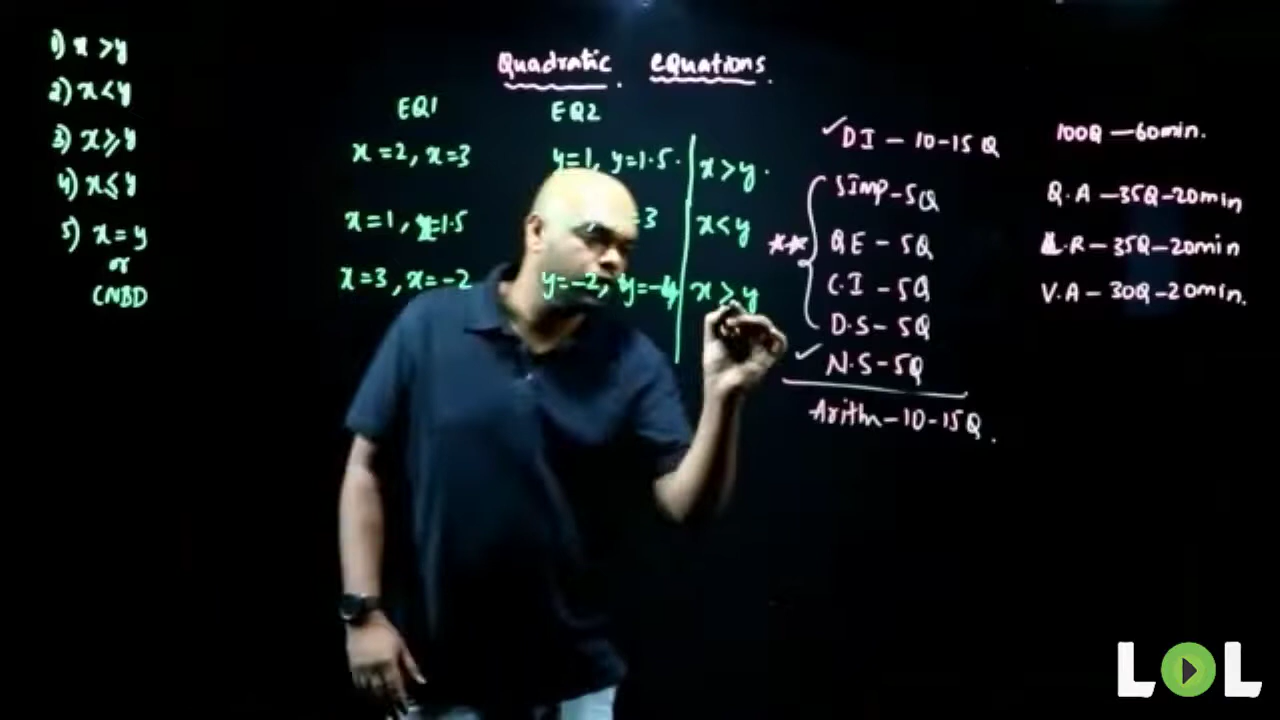 1) x > y
2) x < y
3) x ⩾ y
4) x ⩽ y
5) x = y
or
CNBD
Quadratic equations.
EQ1 EQ2
x = 2, x = 3 y = 1, y = 1.5. x > y.
x = 1, x = 1.5 = 3 x < y
x = 3, x = -2 y = -2, y = -4 x > y
✓ DI - 10-15 Q
** Simp - 5Q
QE - 5Q
C.I - 5Q
D.S - 5Q
✓ N.S - 5Q
Arith - 10-15Q.
100Q - 60min.
Q.A - 35Q - 20min
L.R - 35Q - 20min
V.A - 30Q - 20min.
LOL